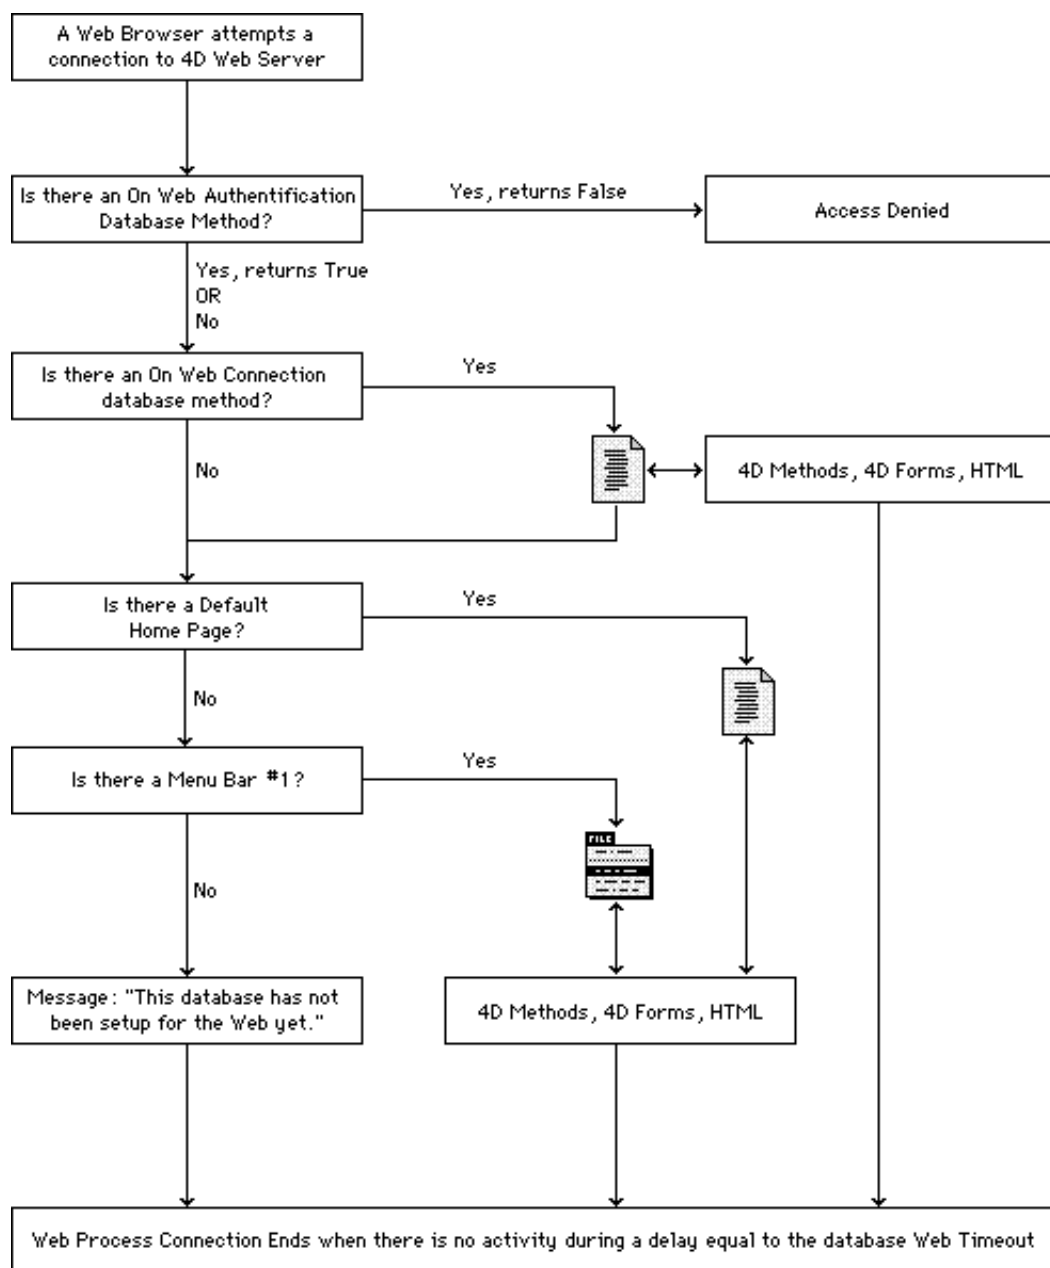 A Web Browser attempts a
connection to 4D Web Server
Is there an On Web Authentification
Database Method?
Yes, returns False
Access Denied
Yes, returns True
OR
No
Is there an On Web Connection
database method?
Yes
No
4D Methods, 4D Forms, HTML
Is there a Default
Home Page?
Yes
No
Is there a Menu Bar #1?
Yes
FILE
No
Message: "This database has not
been setup for the Web yet."
4D Methods, 4D Forms, HTML
Web Process Connection Ends when there is no activity during a delay equal to the database Web Timeout